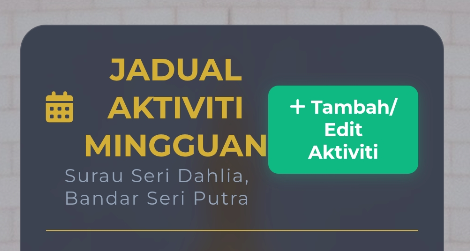 JADUAL
AKTIVITI
MINGGUAN
Surau Seri Dahlia,
Bandar Seri Putra
+ Tambah/
Edit
Aktiviti